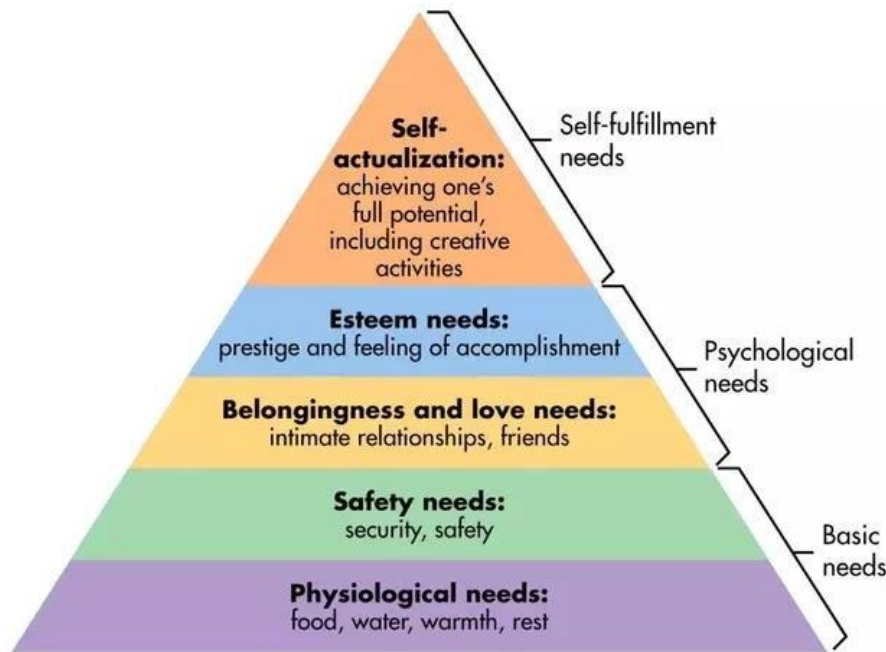 Self-
actualization:
achieving one's
full potential,
including creative
activities
Self-fulfillment
needs
Esteem needs:
prestige and feeling of accomplishment
Psychological
needs
Belongingness and love needs:
intimate relationships, friends
Safety needs:
security, safety
Basic
needs
Physiological needs:
food, water, warmth, rest